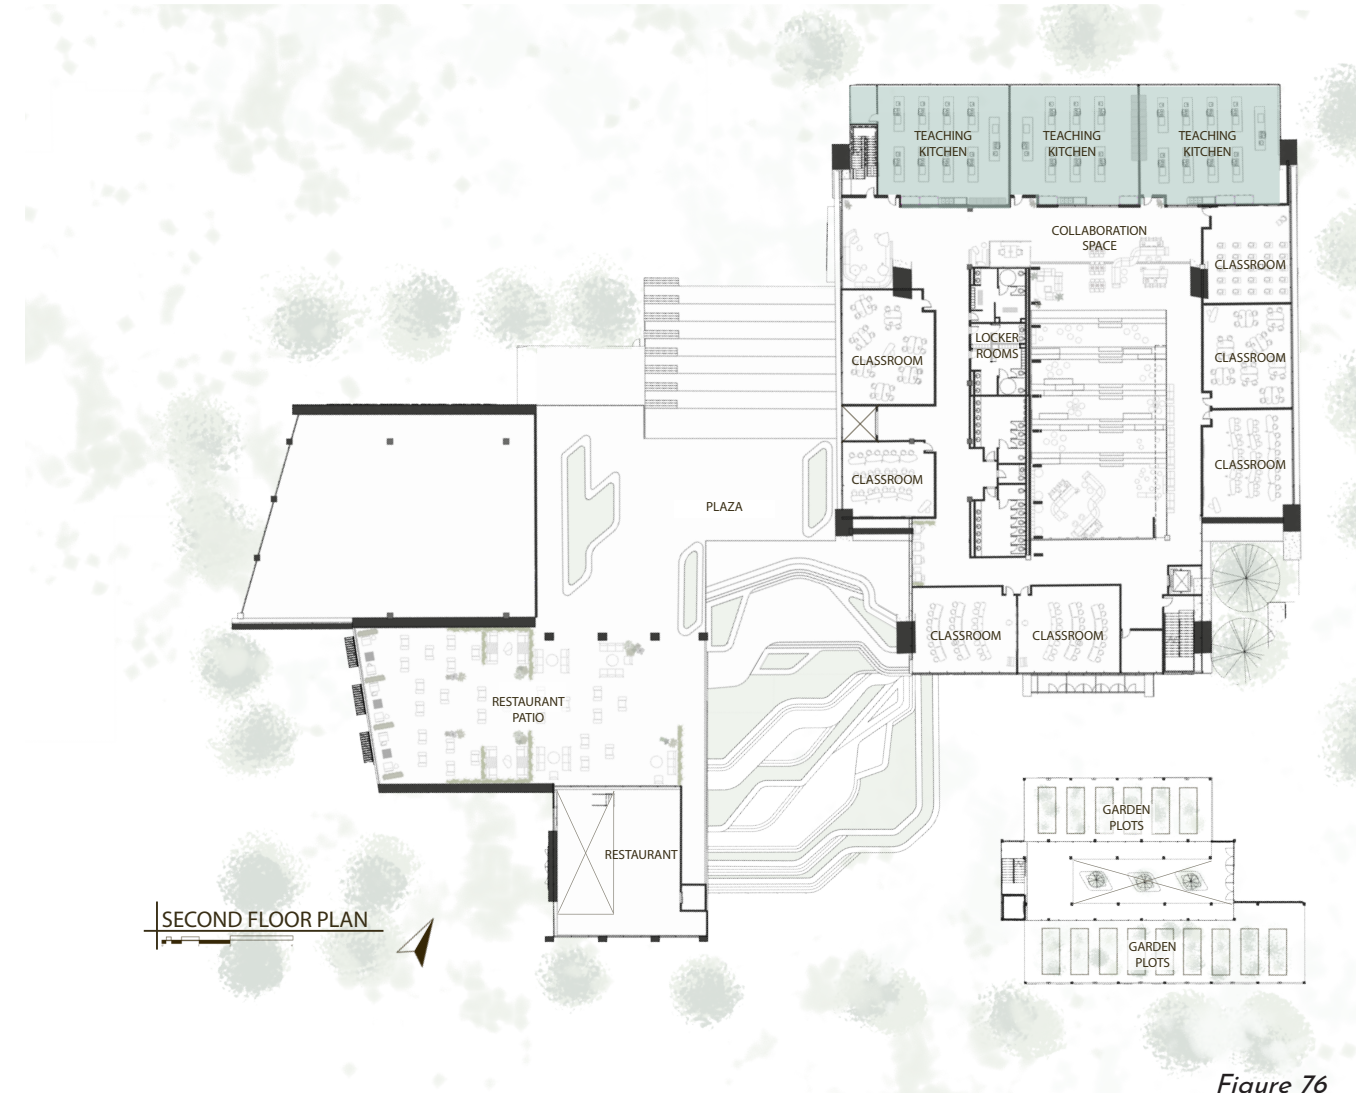 TEACHING
KITCHEN
TEACHING
KITCHEN
TEACHING
KITCHEN
COLLABORATION
SPACE
CLASSROOM
LOCKER
ROOMS
CLASSROOM
CLASSROOM
CLASSROOM
CLASSROOM
PLAZA
CLASSROOM
CLASSROOM
RESTAURANT
PATIO
GARDEN
PLOTS
RESTAURANT
SECOND FLOOR PLAN
GARDEN
PLOTS
Figure 76